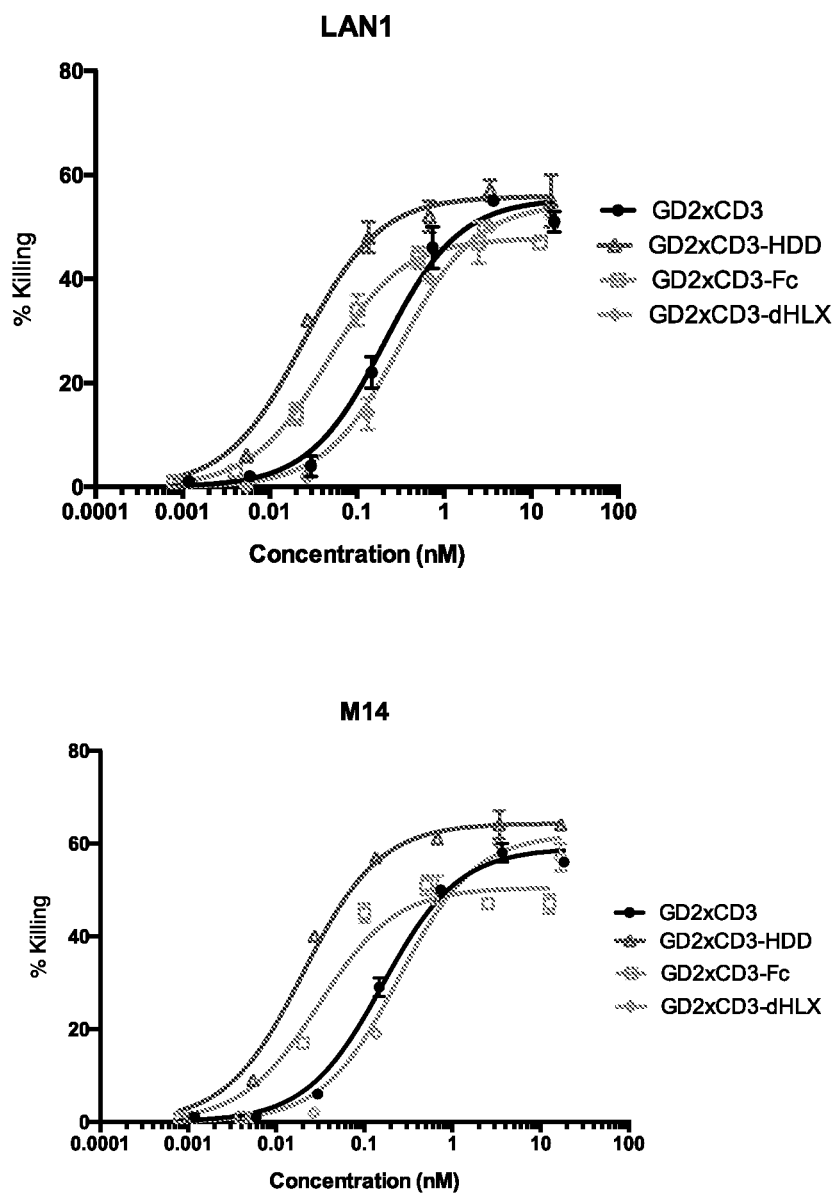 LAN1
80
60
40
20
0
% Killing
0.0001 0.001 0.01 0.1 1 10 100
Concentration (nM)
GD2xCD3
GD2xCD3-HDD
GD2xCD3-Fc
GD2xCD3-dHLX
M14
80
60
40
20
0
% Killing
0.0001 0.001 0.01 0.1 1 10 100
Concentration (nM)
GD2xCD3
GD2xCD3-HDD
GD2xCD3-Fc
GD2xCD3-dHLX